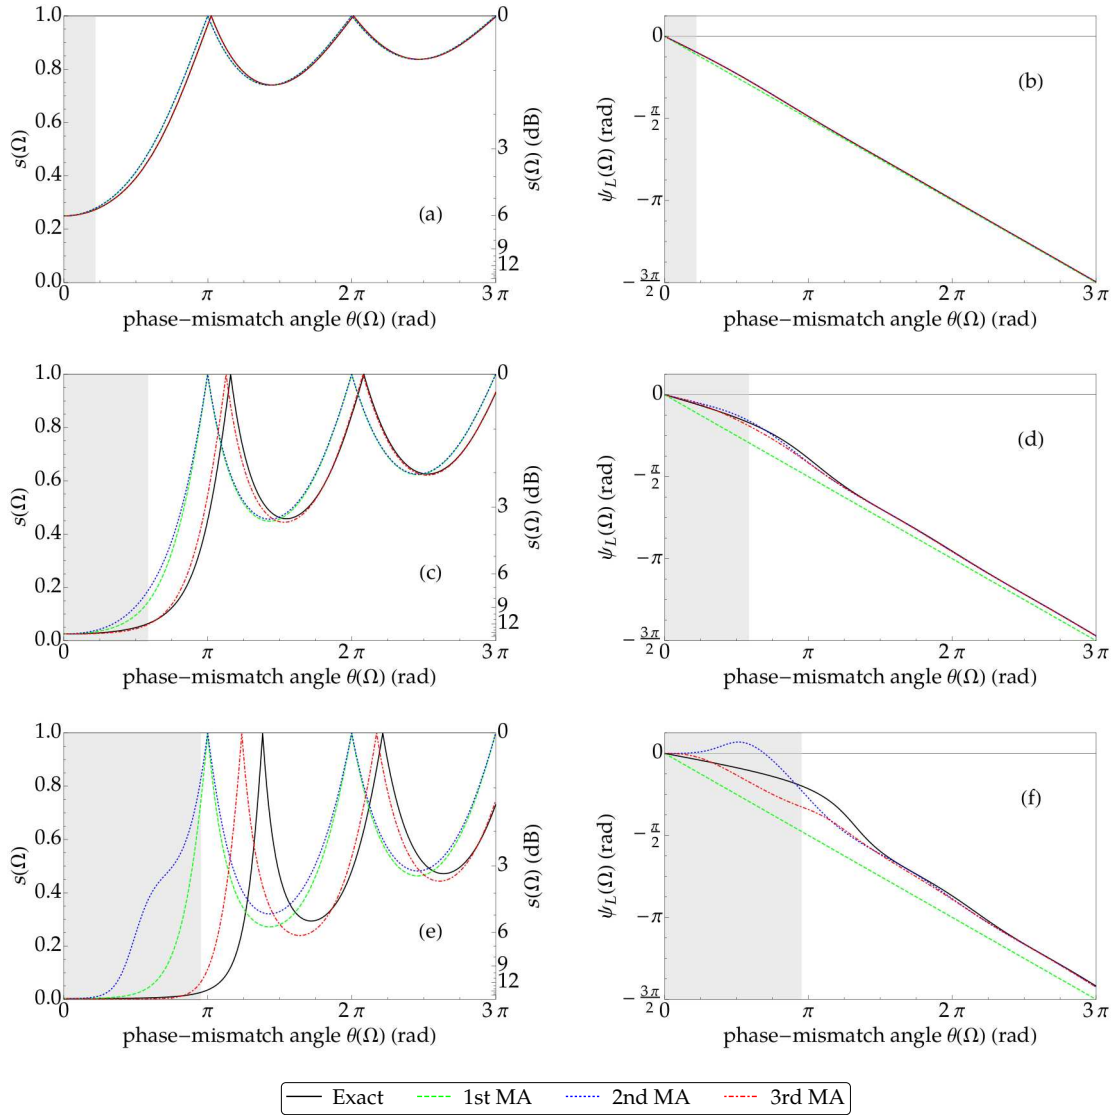 1.0 0.8 0.6 0.4 0.2 0.0
s(Ω)
0 3 6 9 12
s(Ω) (dB)
(a)
0 π 2π 3π
phase−mismatch angle θ(Ω) (rad)
0 −π/2 −π −3π/2
ψ_L(Ω) (rad)
(b)
0 π 2π 3π
phase−mismatch angle θ(Ω) (rad)
1.0 0.8 0.6 0.4 0.2 0.0
s(Ω)
0 3 6 9 12
s(Ω) (dB)
(c)
0 π 2π 3π
phase−mismatch angle θ(Ω) (rad)
0 −π/2 −π −3π/2
ψ_L(Ω) (rad)
(d)
0 π 2π 3π
phase−mismatch angle θ(Ω) (rad)
1.0 0.8 0.6 0.4 0.2 0.0
s(Ω)
0 3 6 9 12
s(Ω) (dB)
(e)
0 π 2π 3π
phase−mismatch angle θ(Ω) (rad)
0 −π/2 −π −3π/2
ψ_L(Ω) (rad)
(f)
0 π 2π 3π
phase−mismatch angle θ(Ω) (rad)
Exact 1st MA 2nd MA 3rd MA